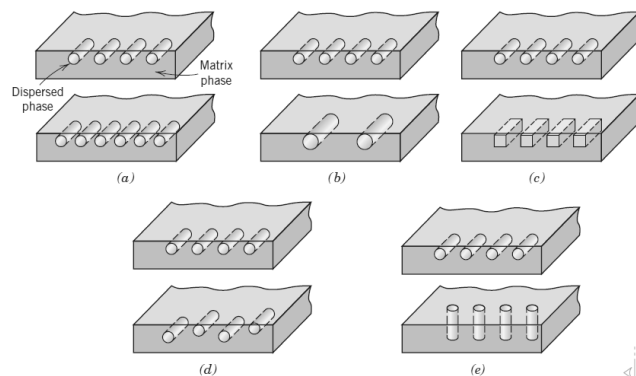 Matrix
phase
Dispersed
phase
(a)
(b)
(c)
(d)
(e)